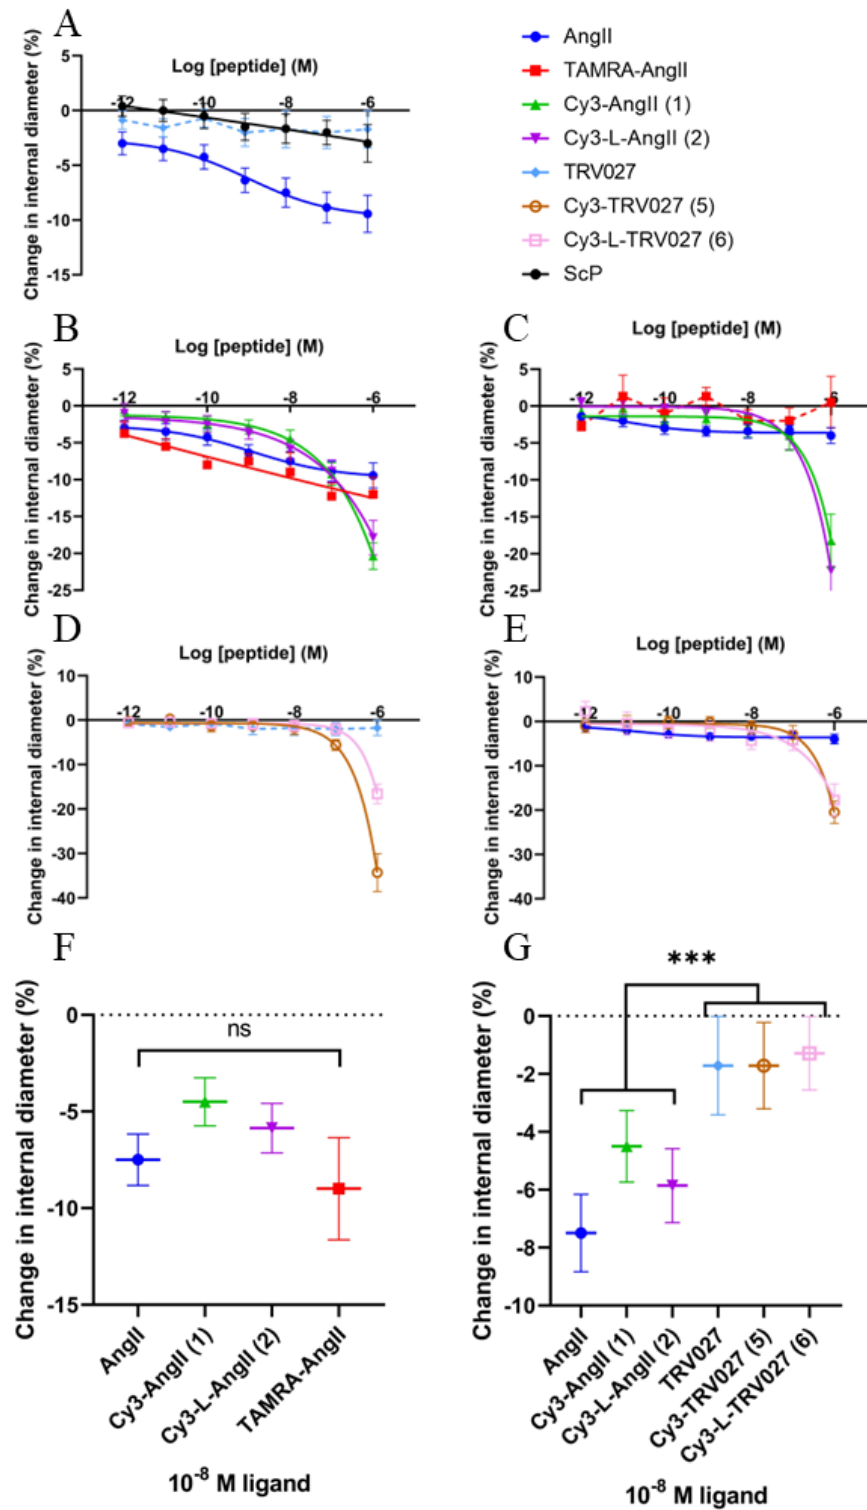 A
Change in internal diameter (%)
Log [peptide] (M)
5
0
-5
-10
-15
-12
-10
-8
-6
AngII
TAMRA-AngII
Cy3-AngII (1)
Cy3-L-AngII (2)
TRV027
Cy3-TRV027 (5)
Cy3-L-TRV027 (6)
ScP
B
Change in internal diameter (%)
Log [peptide] (M)
5
0
-5
-10
-15
-20
-25
-12
-10
-8
-6
C
Change in internal diameter (%)
Log [peptide] (M)
5
0
-5
-10
-15
-20
-25
-12
-10
-8
-6
D
Change in internal diameter (%)
Log [peptide] (M)
10
0
-10
-20
-30
-40
-12
-10
-8
-6
E
Change in internal diameter (%)
Log [peptide] (M)
10
0
-10
-20
-30
-40
-12
-10
-8
-6
F
Change in internal diameter (%)
0
-5
-10
-15
ns
AngII
Cy3-AngII (1)
Cy3-L-AngII (2)
TAMRA-AngII
10⁻⁸ M ligand
G
Change in internal diameter (%)
0
-2
-4
-6
-8
-10
***
AngII
Cy3-AngII (1)
Cy3-L-AngII (2)
TRV027
Cy3-TRV027 (5)
Cy3-L-TRV027 (6)
10⁻⁸ M ligand